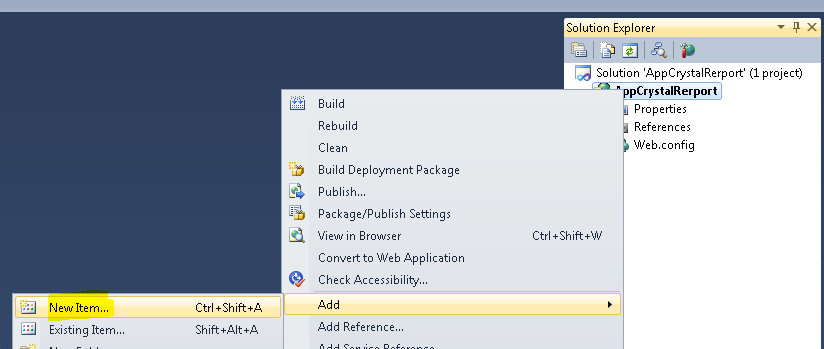 Solution Explorer
Solution 'AppCrystalRerport' (1 project)
AppCrystalRerport
Properties
References
Web.config
Build
Rebuild
Clean
Build Deployment Package
Publish...
Package/Publish Settings
View in Browser Ctrl+Shift+W
Convert to Web Application
Check Accessibility...
Add
New Item... Ctrl+Shift+A
Existing Item... Shift+Alt+A
Add Reference...
Add Service Reference